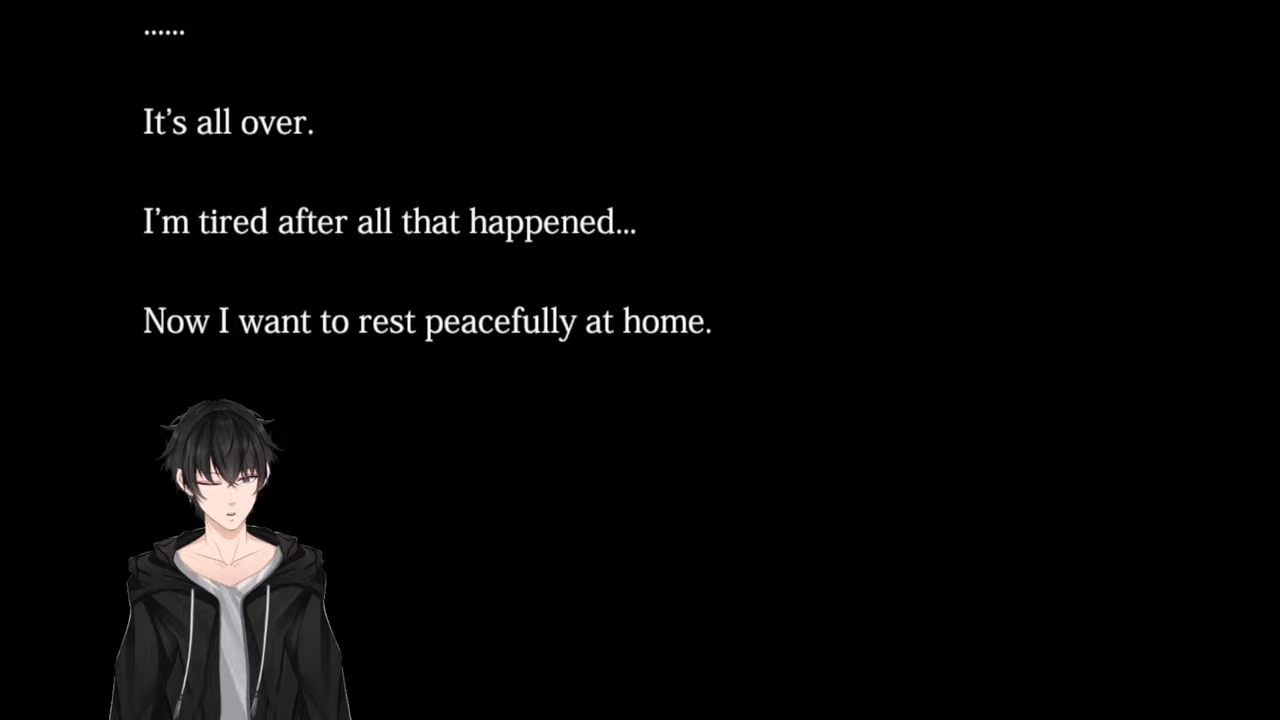 ......
It’s all over.
I’m tired after all that happened...
Now I want to rest peacefully at home.